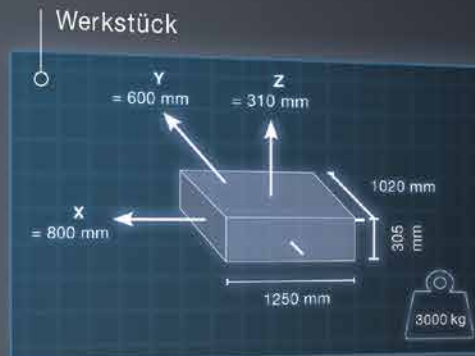 Werkstück
Y
= 600 mm
Z
= 310 mm
X
= 800 mm
1020 mm
305
mm
1250 mm
3000 kg